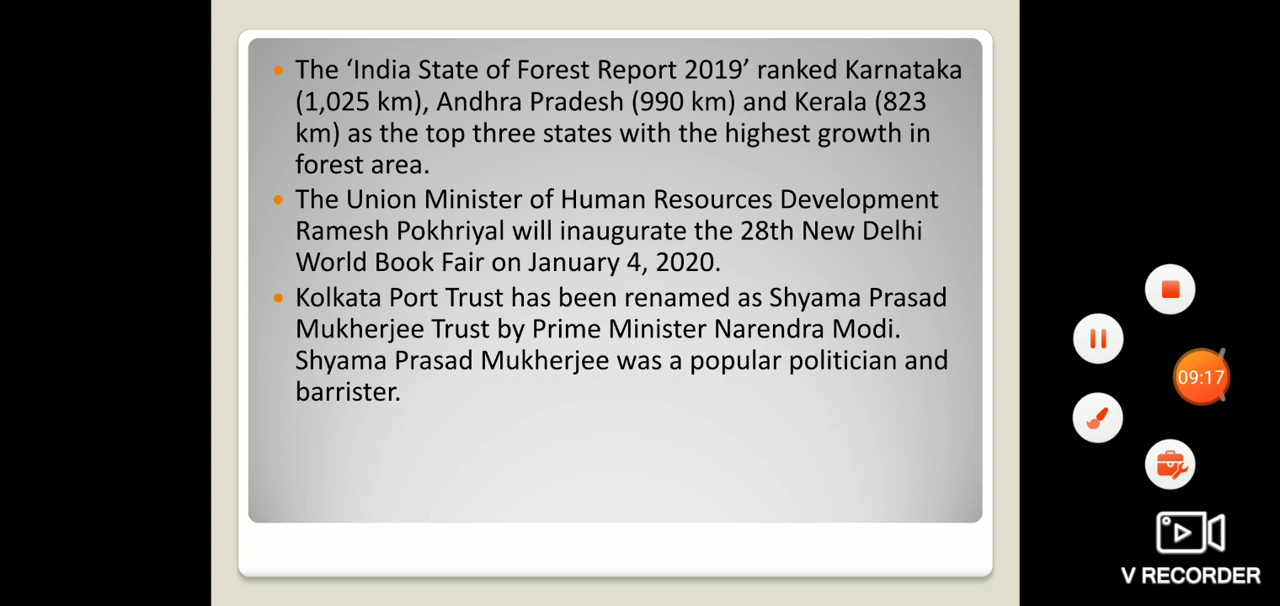 The ‘India State of Forest Report 2019’ ranked Karnataka
(1,025 km), Andhra Pradesh (990 km) and Kerala (823
km) as the top three states with the highest growth in
forest area.
The Union Minister of Human Resources Development
Ramesh Pokhriyal will inaugurate the 28th New Delhi
World Book Fair on January 4, 2020.
Kolkata Port Trust has been renamed as Shyama Prasad
Mukherjee Trust by Prime Minister Narendra Modi.
Shyama Prasad Mukherjee was a popular politician and
barrister.
09:17
V RECORDER